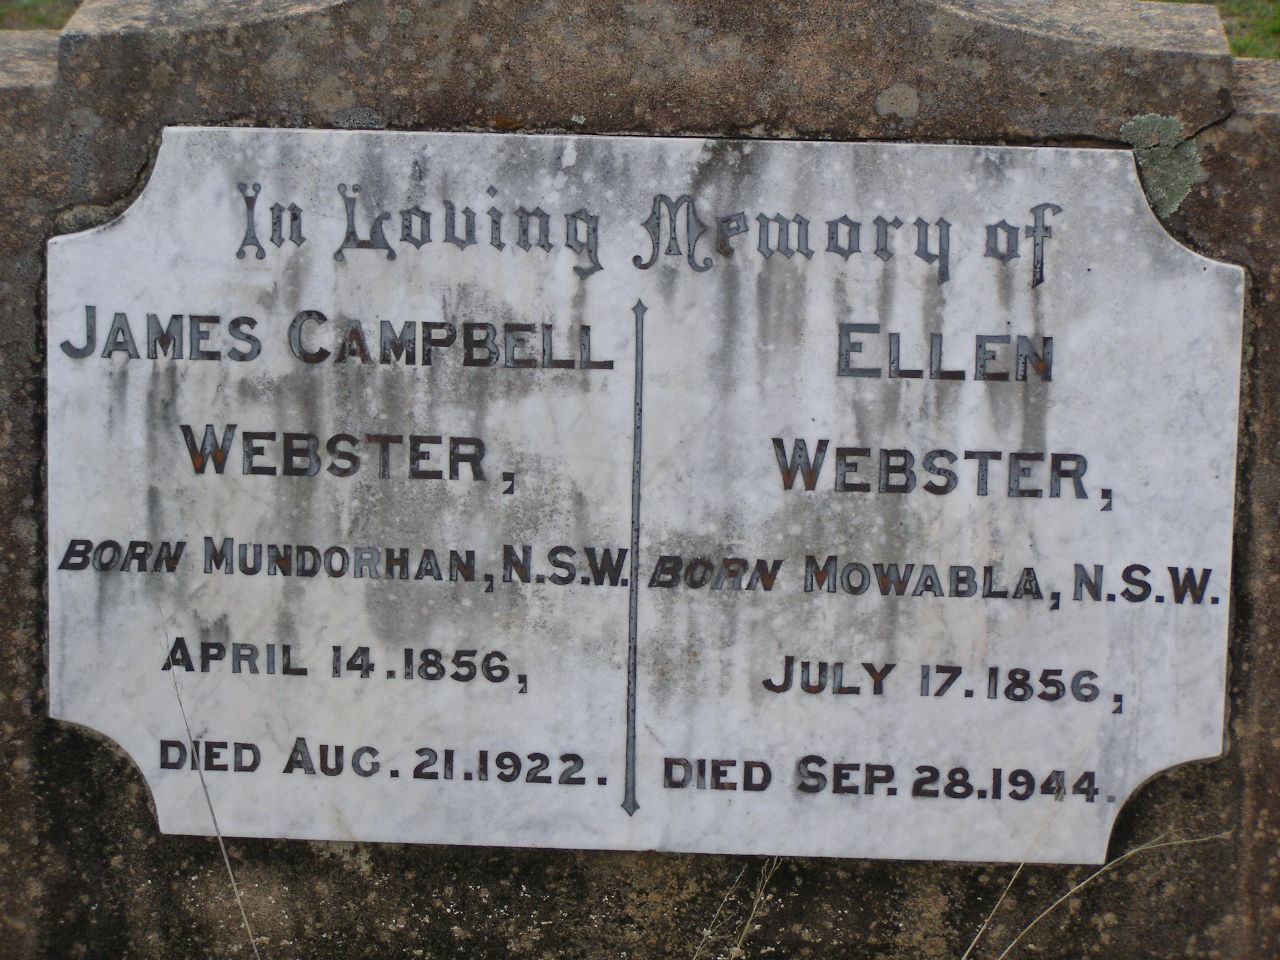 In Loving Memory of
JAMES CAMPBELL
WEBSTER,
BORN MUNDORHAN, N.S.W.
APRIL 14.1856,
DIED AUG. 21.1922.
ELLEN
WEBSTER,
BORN MOWABLA, N.S.W.
JULY 17.1856,
DIED SEP. 28.1944.